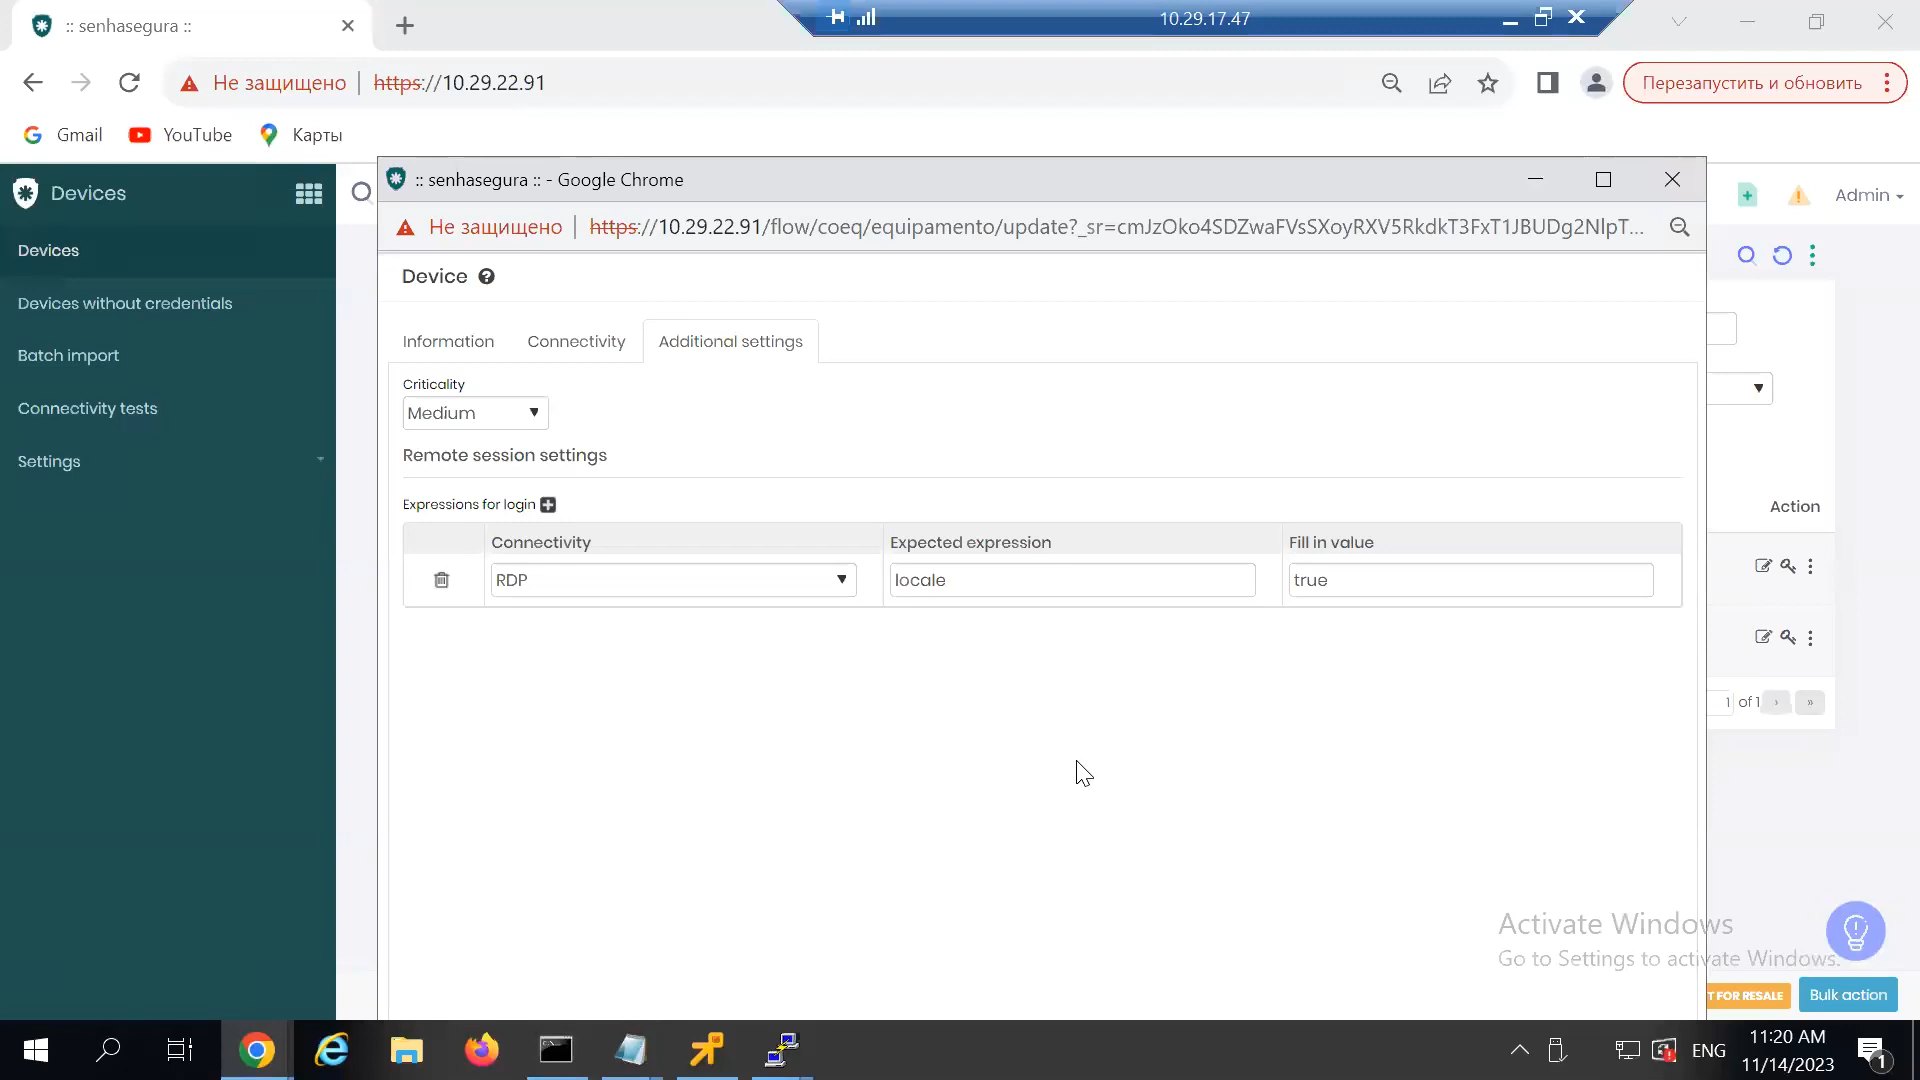 :: senhasegura ::
10.29.17.47
Не защищено
https://10.29.22.91
Перезапустить и обновить
Gmail
YouTube
Карты
Devices
:: senhasegura :: - Google Chrome
Admin
Не защищено
https://10.29.22.91/flow/coeq/equipamento/update?_sr=cmJzOko4SDZwaFVsSXoyRXV5RkdkT3FxT1JBUDg2NlpT...
Devices
Device
Devices without credentials
Information
Connectivity
Additional settings
Batch import
Criticality
Medium
Connectivity tests
Remote session settings
Settings
Expressions for login
Action
Connectivity
Expected expression
Fill in value
RDP
locale
true
1 of 1
Activate Windows
Go to Settings to activate Windows.
T FOR RESALE
Bulk action
ENG
11:20 AM
11/14/2023
1